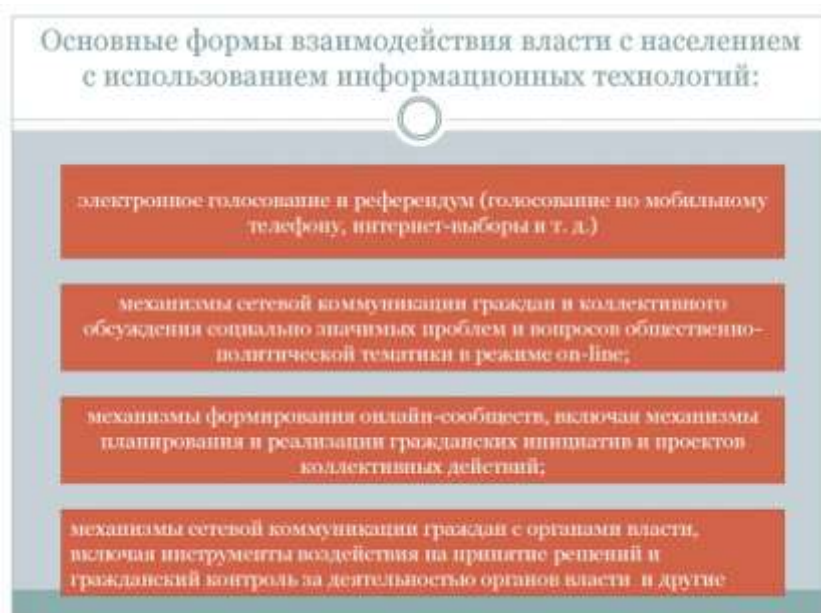 Основные формы взаимодействия власти с населением
с использованием информационных технологий:
электронное голосование и референдум (голосование по мобильному
телефону, интернет-выборы и т. д.)
механизмы сетевой коммуникации граждан и коллективного
обсуждения социально значимых проблем и вопросов общественно-
политической тематики в режиме on-line;
механизмы формирования онлайн-сообществ, включая механизмы
планирования и реализации гражданских инициатив и проектов
коллективных действий;
механизмы сетевой коммуникации граждан с органами власти,
включая инструменты воздействия на принятие решений и
гражданский контроль за деятельностью органов власти и другие